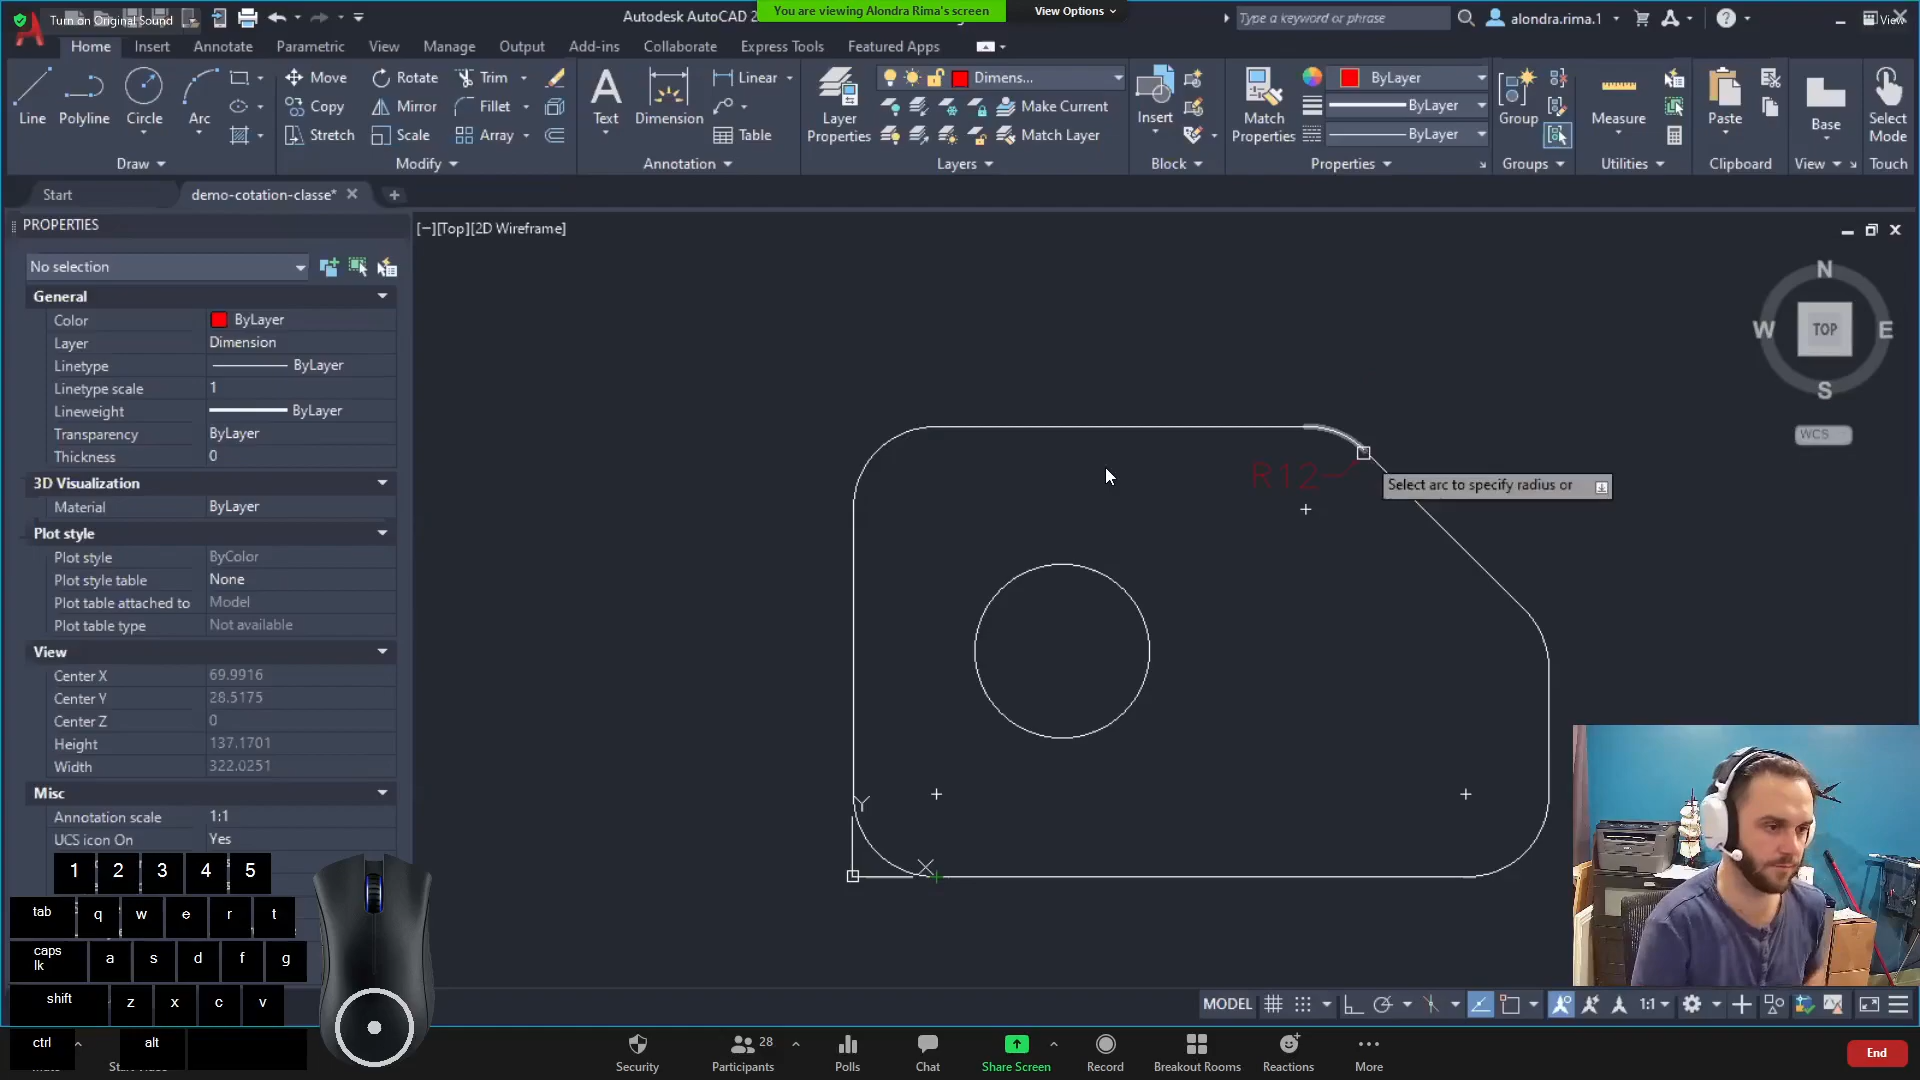 Turn on Original Sound
Autodesk AutoCAD 2
You are viewing Alondra Rima's screen
View Options
Type a keyword or phrase
alondra.rima.1
View
Home Insert Annotate Parametric View Manage Output Add-ins Collaborate Express Tools Featured Apps
Line Polyline Circle Arc
Move Rotate Trim
Copy Mirror Fillet
Stretch Scale Array
Text Dimension
Linear
Table
Layer Properties
Dimens...
Make Current
Match Layer
Insert
Match Properties
ByLayer
ByLayer
ByLayer
Group
Measure
Paste
Base
Select Mode
Draw Modify Annotation Layers Block Properties Groups Utilities Clipboard View Touch
Start demo-cotation-classe*
PROPERTIES
[−][Top][2D Wireframe]
No selection
General
Color ByLayer
Layer Dimension
Linetype ByLayer
Linetype scale 1
Lineweight ByLayer
Transparency ByLayer
Thickness 0
3D Visualization
Material ByLayer
Plot style
Plot style ByColor
Plot style table None
Plot table attached to Model
Plot table type Not available
View
Center X 69.9916
Center Y 28.5175
Center Z 0
Height 137.1701
Width 322.0251
Misc
Annotation scale 1:1
UCS icon On Yes
N
W TOP E
S
WCS
R12
Select arc to specify radius or
Y
X
1 2 3 4 5
tab q w e r t
caps lk a s d f g
shift z x c v
ctrl alt
MODEL
1:1
Security
28
Participants
Polls
Chat
Share Screen
Record
Breakout Rooms
Reactions
More
End